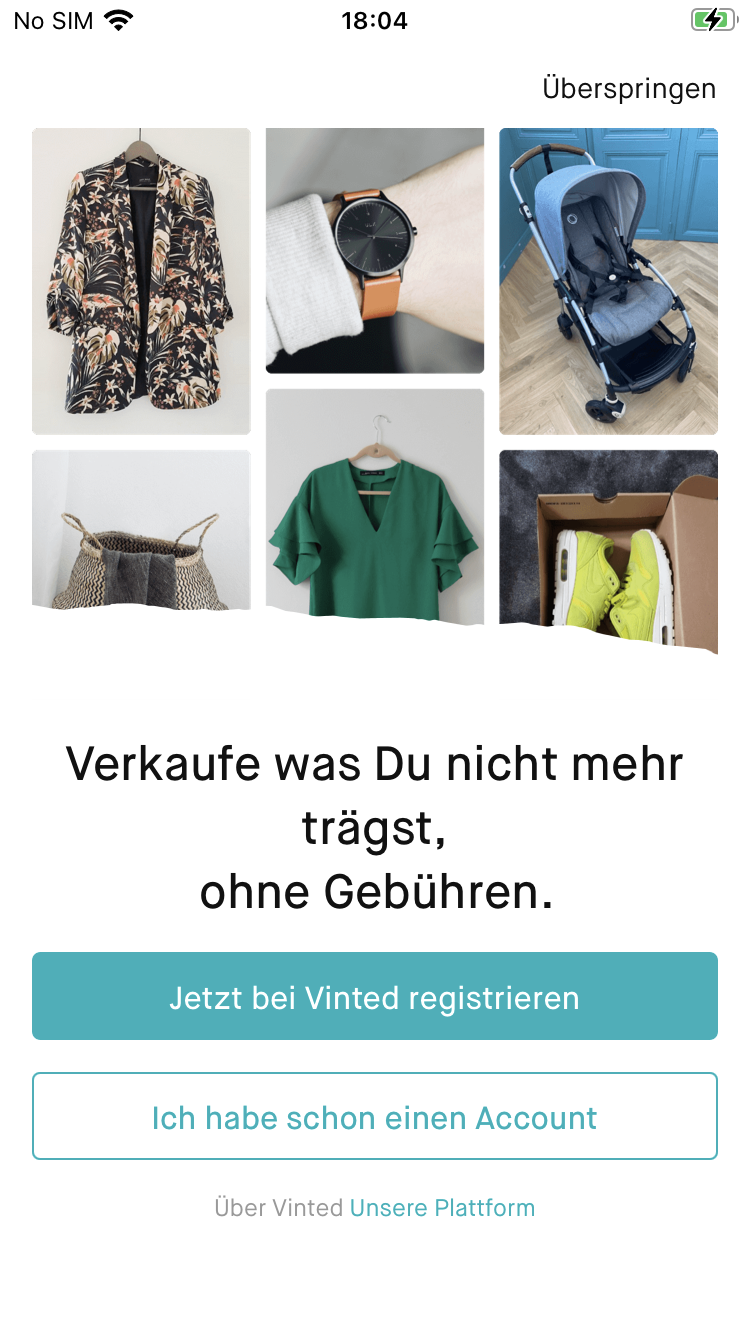 No SIM 18:04
Überspringen
Verkaufe was Du nicht mehr
trägst,
ohne Gebühren.
Jetzt bei Vinted registrieren
Ich habe schon einen Account
Über Vinted Unsere Plattform